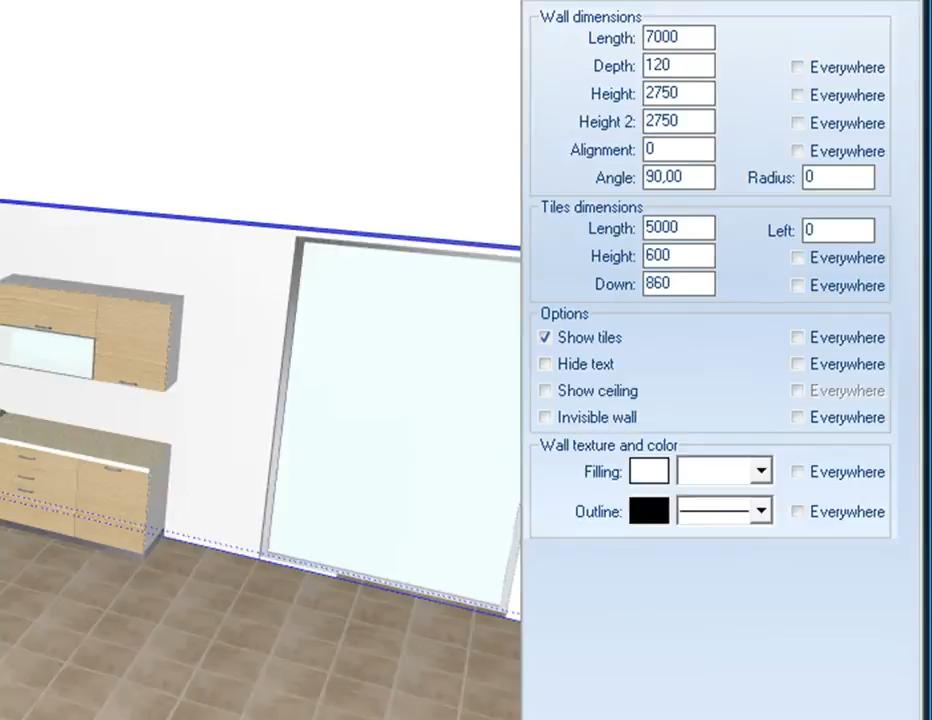 Wall dimensions
Length: 7000
Depth: 120 Everywhere
Height: 2750 Everywhere
Height 2: 2750 Everywhere
Alignment: 0 Everywhere
Angle: 90,00 Radius: 0
Tiles dimensions
Length: 5000 Left: 0
Height: 600 Everywhere
Down: 860 Everywhere
Options
Show tiles Everywhere
Hide text Everywhere
Show ceiling Everywhere
Invisible wall Everywhere
Wall texture and color
Filling: Everywhere
Outline: Everywhere